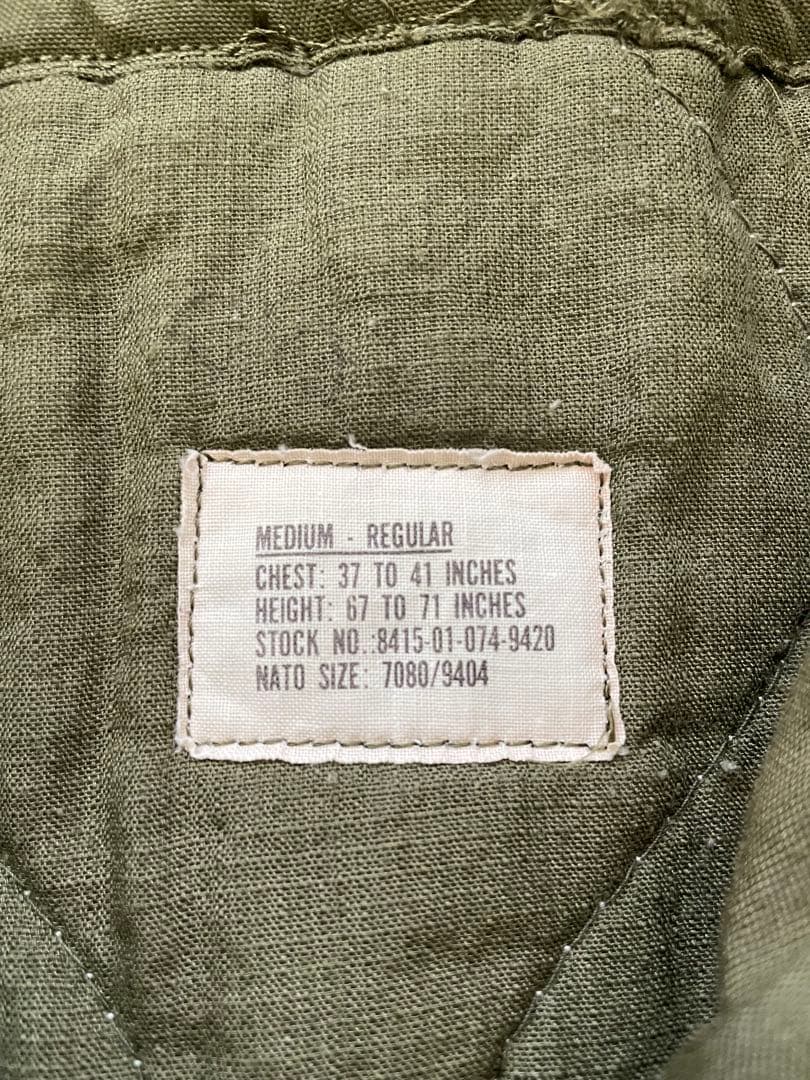 MEDIUM - REGULAR
CHEST: 37 TO 41 INCHES
HEIGHT: 67 TO 71 INCHES
STOCK NO.:8415-01-074-9420
NATO SIZE: 7080/9404